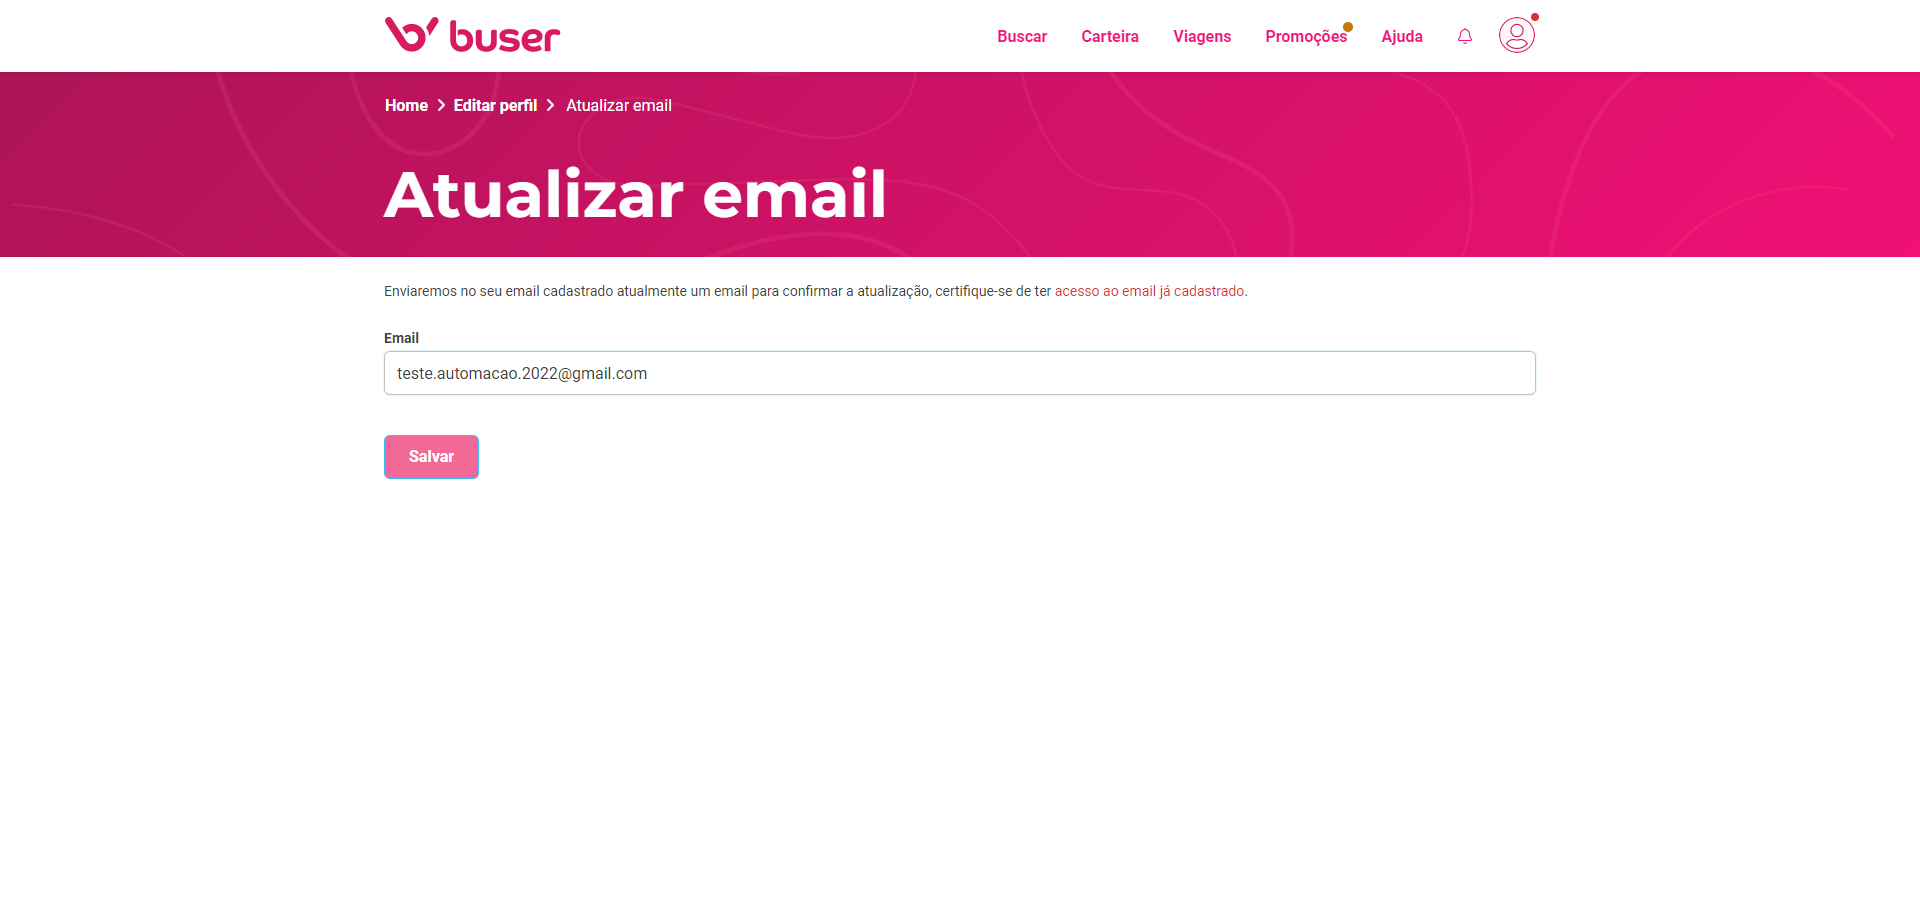 buser
Buscar Carteira Viagens Promoções Ajuda
Home Editar perfil Atualizar email
Atualizar email
Enviaremos no seu email cadastrado atualmente um email para confirmar a atualização, certifique-se de ter acesso ao email já cadastrado.
Email
teste.automacao.2022@gmail.com
Salvar